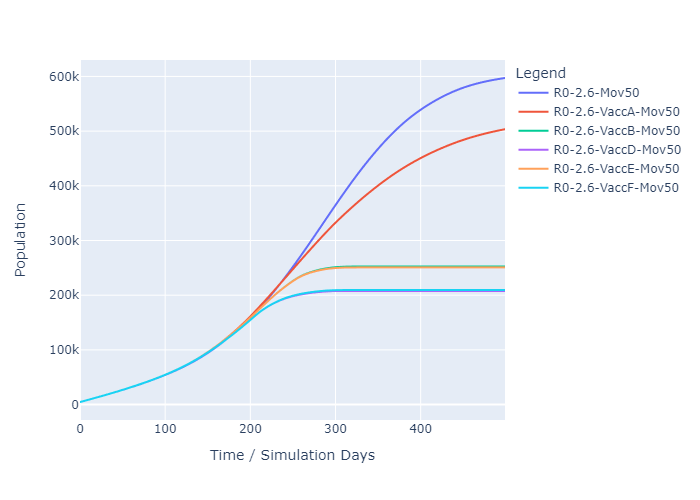 Legend
R0-2.6-Mov50
R0-2.6-VaccA-Mov50
R0-2.6-VaccB-Mov50
R0-2.6-VaccD-Mov50
R0-2.6-VaccE-Mov50
R0-2.6-VaccF-Mov50
600k
500k
400k
300k
200k
100k
0
Population
0 100 200 300 400
Time / Simulation Days